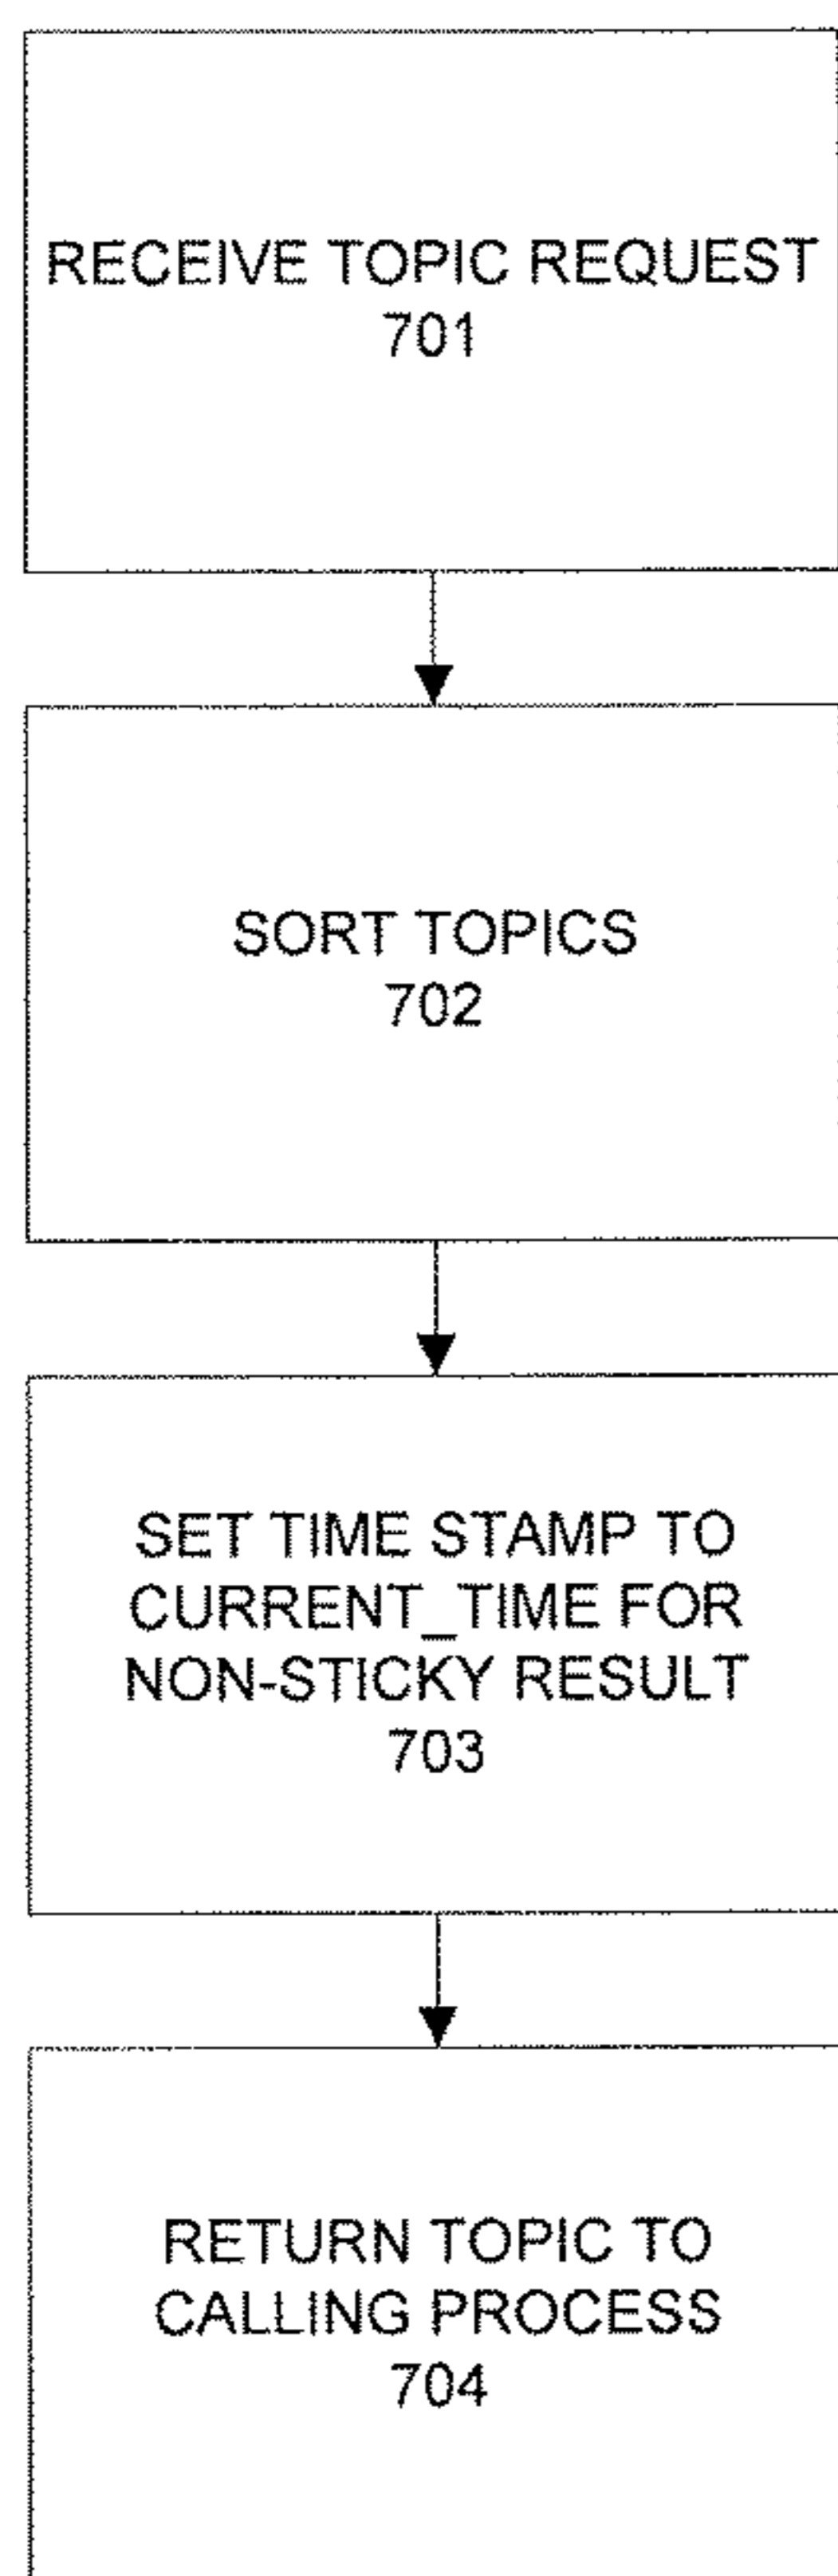 RECEIVE TOPIC REQUEST
701
SORT TOPICS
702
SET TIME STAMP TO
CURRENT_TIME FOR
NON-STICKY RESULT
703
RETURN TOPIC TO
CALLING PROCESS
704